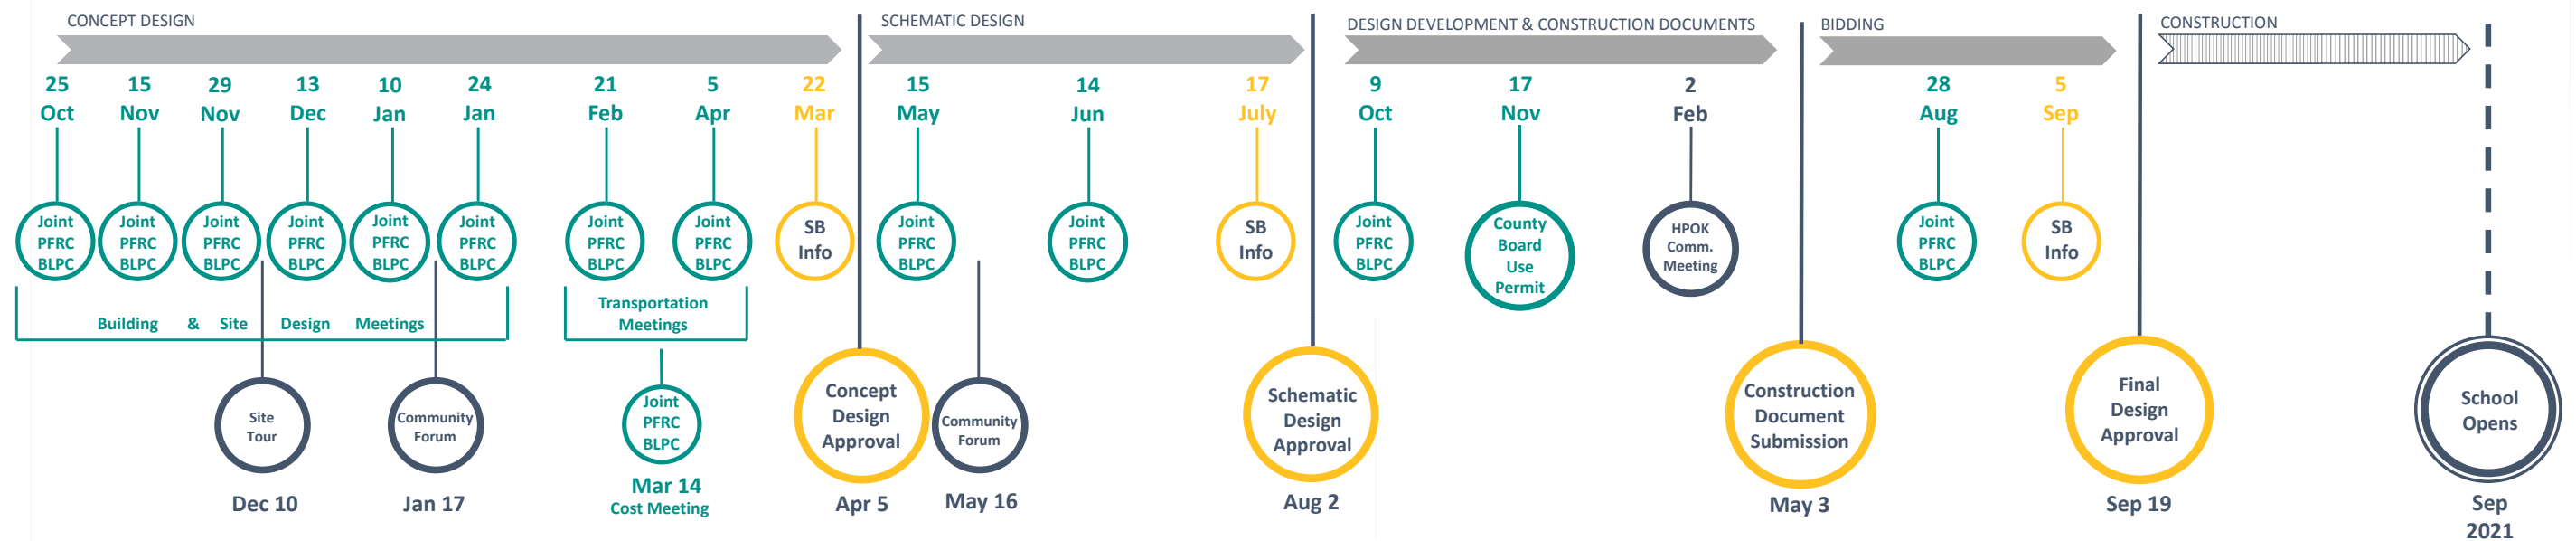 CONCEPT DESIGN
SCHEMATIC DESIGN
DESIGN DEVELOPMENT & CONSTRUCTION DOCUMENTS
BIDDING
CONSTRUCTION
25
Oct
15
Nov
29
Nov
13
Dec
10
Jan
24
Jan
21
Feb
5
Apr
22
Mar
15
May
14
Jun
17
July
9
Oct
17
Nov
2
Feb
28
Aug
5
Sep
Joint
PFRC
BLPC
Joint
PFRC
BLPC
Joint
PFRC
BLPC
Joint
PFRC
BLPC
Joint
PFRC
BLPC
Joint
PFRC
BLPC
Joint
PFRC
BLPC
Joint
PFRC
BLPC
SB
Info
Joint
PFRC
BLPC
Joint
PFRC
BLPC
SB
Info
Joint
PFRC
BLPC
County
Board
Use
Permit
HPOK
Comm.
Meeting
Joint
PFRC
BLPC
SB
Info
Building & Site Design Meetings
Transportation
Meetings
Site
Tour
Dec 10
Community
Forum
Jan 17
Joint
PFRC
BLPC
Mar 14
Cost Meeting
Concept
Design
Approval
Apr 5
Community
Forum
May 16
Schematic
Design
Approval
Aug 2
Construction
Document
Submission
May 3
Final
Design
Approval
Sep 19
School
Opens
Sep
2021